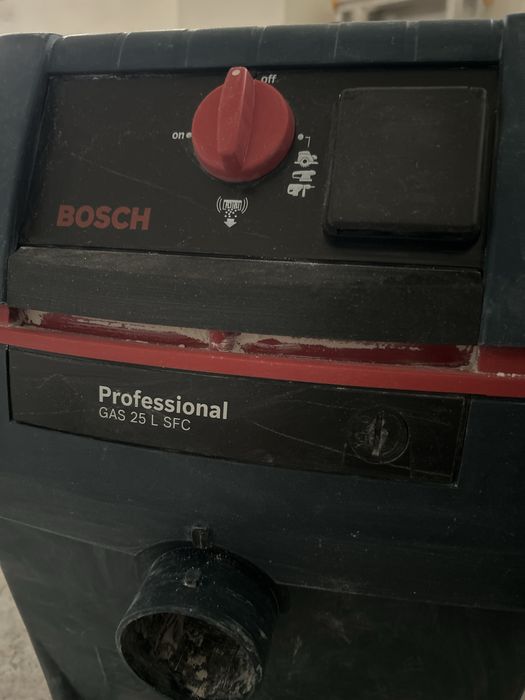 off
on
BOSCH
Professional
GAS 25 L SFC